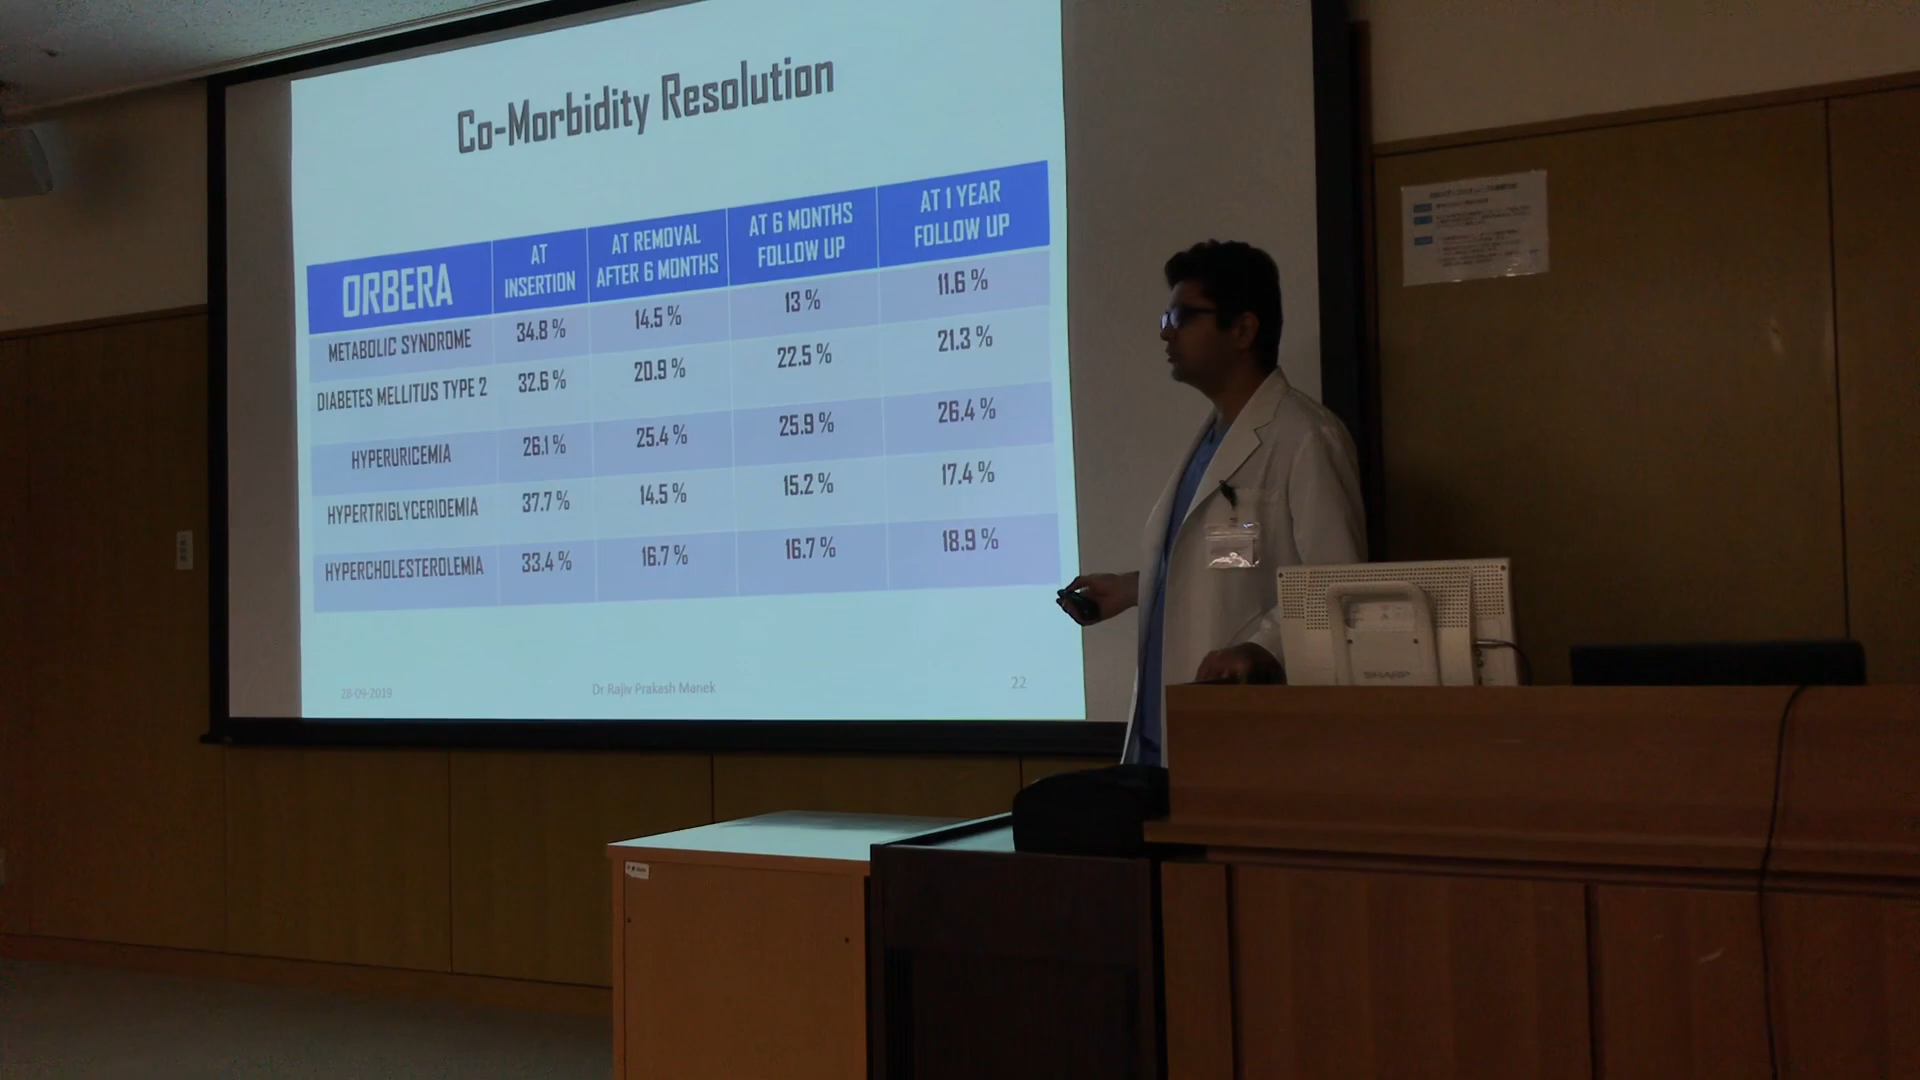 Co-Morbidity Resolution
ORBERA
AT
INSERTION
AT REMOVAL
AFTER 6 MONTHS
AT 6 MONTHS
FOLLOW UP
AT 1 YEAR
FOLLOW UP
METABOLIC SYNDROME 34.8 % 14.5 % 13 % 11.6 %
DIABETES MELLITUS TYPE 2 32.6 % 20.9 % 22.5 % 21.3 %
HYPERURICEMIA 26.1 % 25.4 % 25.9 % 26.4 %
HYPERTRIGLYCERIDEMIA 37.7 % 14.5 % 15.2 % 17.4 %
HYPERCHOLESTEROLEMIA 33.4 % 16.7 % 16.7 % 18.9 %
28-09-2019 Dr Rajiv Prakash Manek 22
SHARP